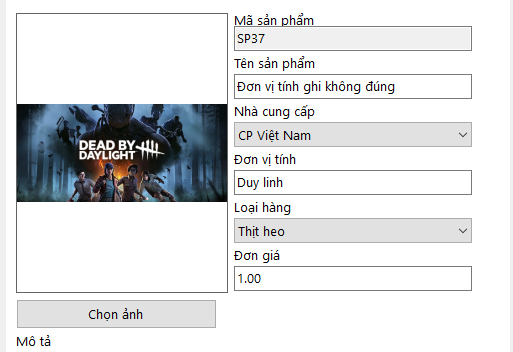 Mã sản phẩm
SP37
Tên sản phẩm
Đơn vị tính ghi không đúng
Nhà cung cấp
CP Việt Nam
Đơn vị tính
Duy linh
Loại hàng
Thịt heo
Đơn giá
1.00
DEAD BY
DAYLIGHT
Chọn ảnh
Mô tả